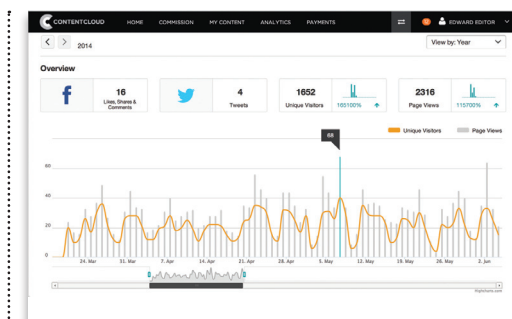 CONTENTCLOUD HOME COMMISSION MY CONTENT ANALYTICS PAYMENTS EDWARD EDITOR
2014 View by: Year
Overview
16 4 1652 2316
Likes, Shares & Comments
Tweets Unique Visitors 165100% Page Views 115700%
68
Unique Visitors Page Views
60
40
20
0
24. Mar 31. Mar 7. Apr 14. Apr 21. Apr 28. Apr 5. May 12. May 19. May 26. May 2. Jun
Highcharts.com